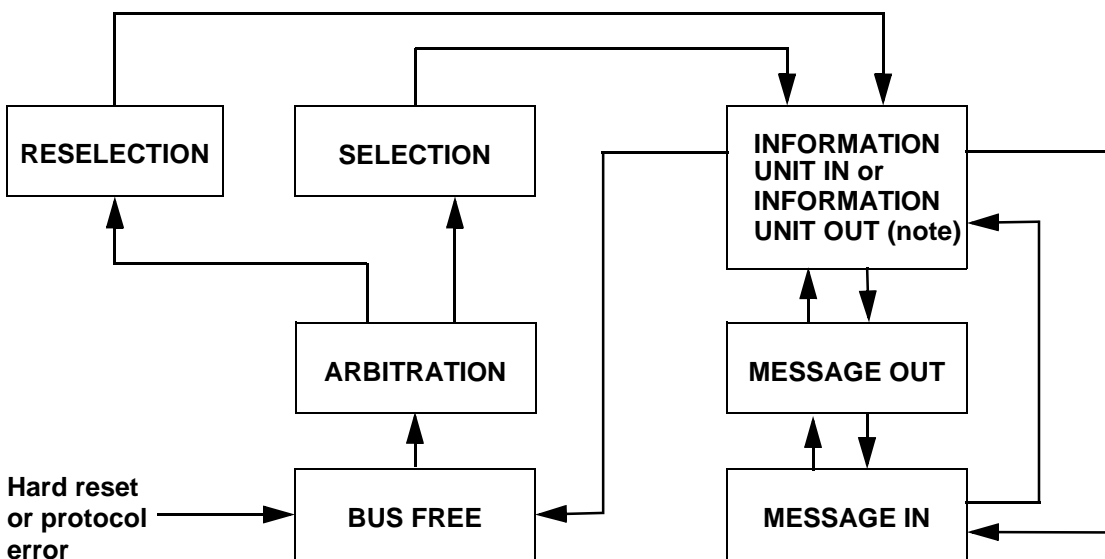 RESELECTION
SELECTION
INFORMATION
UNIT IN or
INFORMATION
UNIT OUT (note)
ARBITRATION
MESSAGE OUT
Hard reset
or protocol
error
BUS FREE
MESSAGE IN